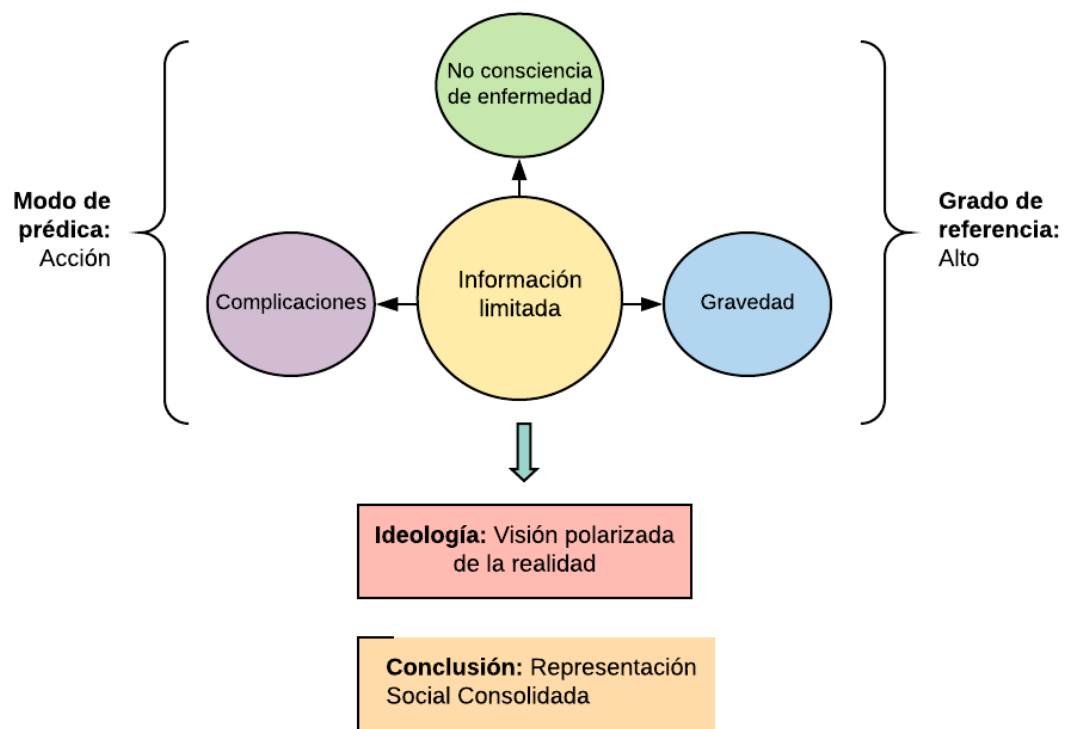 No consciencia
de enfermedad
Modo de
prédica:
Acción
Grado de
referencia:
Alto
Complicaciones
Información
limitada
Gravedad
Ideología: Visión polarizada
de la realidad
Conclusión: Representación
Social Consolidada